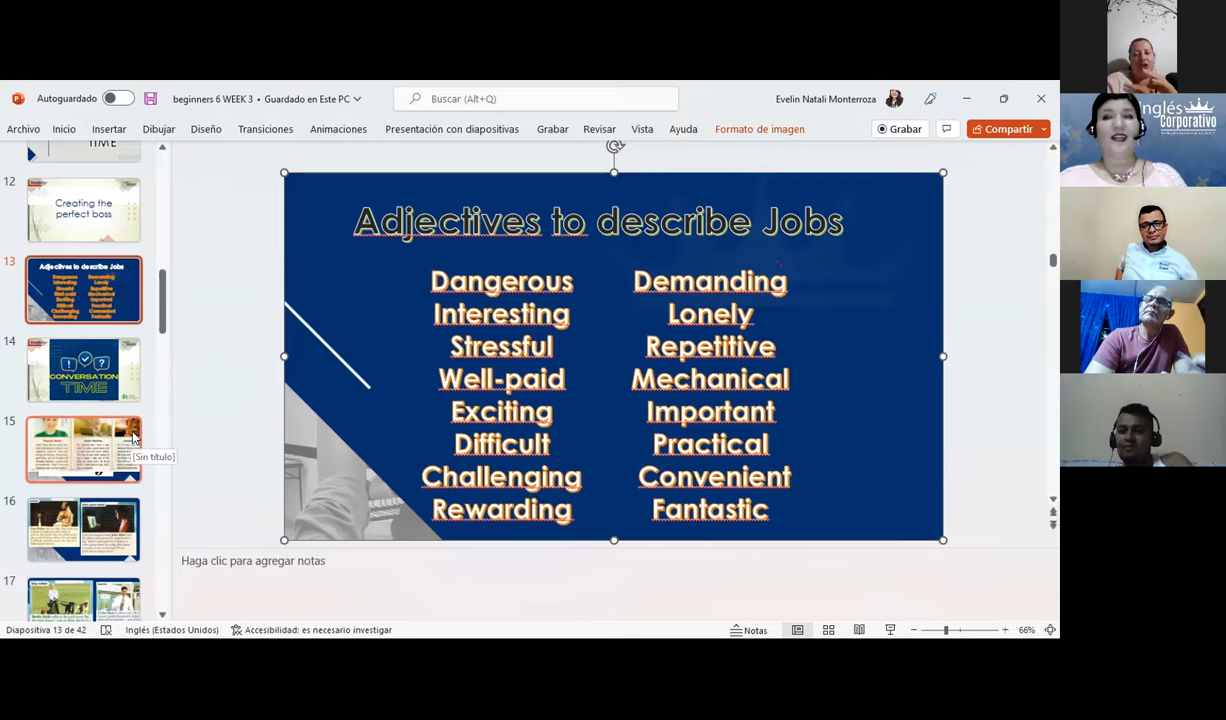 Autoguardado
beginners 6 WEEK 3 • Guardado en Este PC
Buscar (Alt+Q)
Evelin Natali Monterroza
Archivo Inicio Insertar Dibujar Diseño Transiciones Animaciones Presentación con diapositivas Grabar Revisar Vista Ayuda Formato de imagen
Grabar
Compartir
TIME
12
Creating the
perfect boss
13
Adjectives to describe Jobs
14
CONVERSATION
TIME
15
[Sin título]
16
17
Adjectives to describe Jobs
Dangerous Demanding
Interesting Lonely
Stressful Repetitive
Well-paid Mechanical
Exciting Important
Difficult Practical
Challenging Convenient
Rewarding Fantastic
Haga clic para agregar notas
Diapositiva 13 de 42 Inglés (Estados Unidos) Accesibilidad: es necesario investigar Notas 66%
nglés
Corporativo